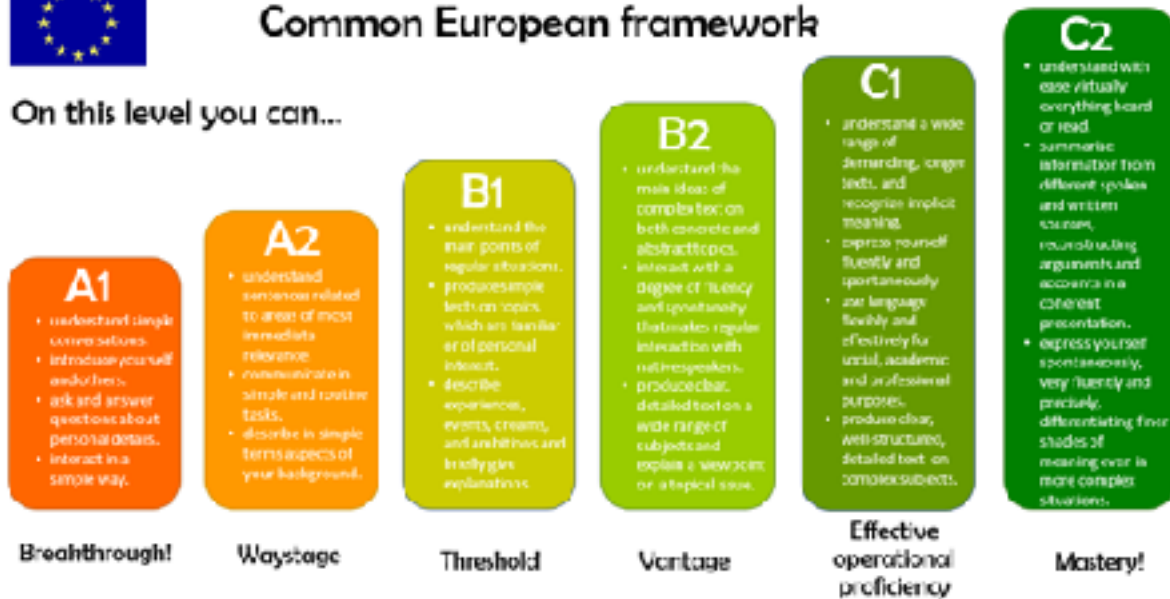 Common European framework
On this level you can...
A1
• understand simple
conversations.
• introduce yourself
and others.
• ask and answer
questions about
personal details.
• interact in a
simple way.
Breakthrough!
A2
• understand
sentences related
to areas of most
immediate
relevance
• communicate in
simple and routine
tasks.
• describe in simple
terms aspects of
your background.
Waystage
B1
• understand the
main points of
regular situations.
• produce simple
texts on topics
which are familiar
or of personal
interest.
• describe
experiences,
events, dreams,
and ambitions and
briefly give
explanations
Threshold
B2
• understand the
main ideas of
complex text on
both concrete and
abstract topics.
• interact with a
degree of fluency
and spontaneity
that makes regular
interaction with
native speakers.
• produce clear,
detailed text on a
wide range of
subjects and
explain a viewpoint
on a topical issue.
Vantage
C1
• understand a wide
range of
demanding, longer
texts, and
recognize implicit
meaning.
• express yourself
fluently and
spontaneously
• use language
flexibly and
effectively for
social, academic
and professional
purposes.
• produce clear,
well-structured,
detailed text on
complex subjects.
Effective
operational
proficiency
C2
• understand with
ease virtually
everything heard
or read.
• summarise
information from
different spoken
and written
sources,
reconstructing
arguments and
accounts in a
coherent
presentation.
• express yourself
spontaneously,
very fluently and
precisely,
differentiating finer
shades of
meaning even in
more complex
situations.
Mastery!